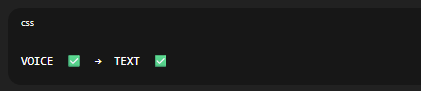 css
VOICE ✅ → TEXT ✅